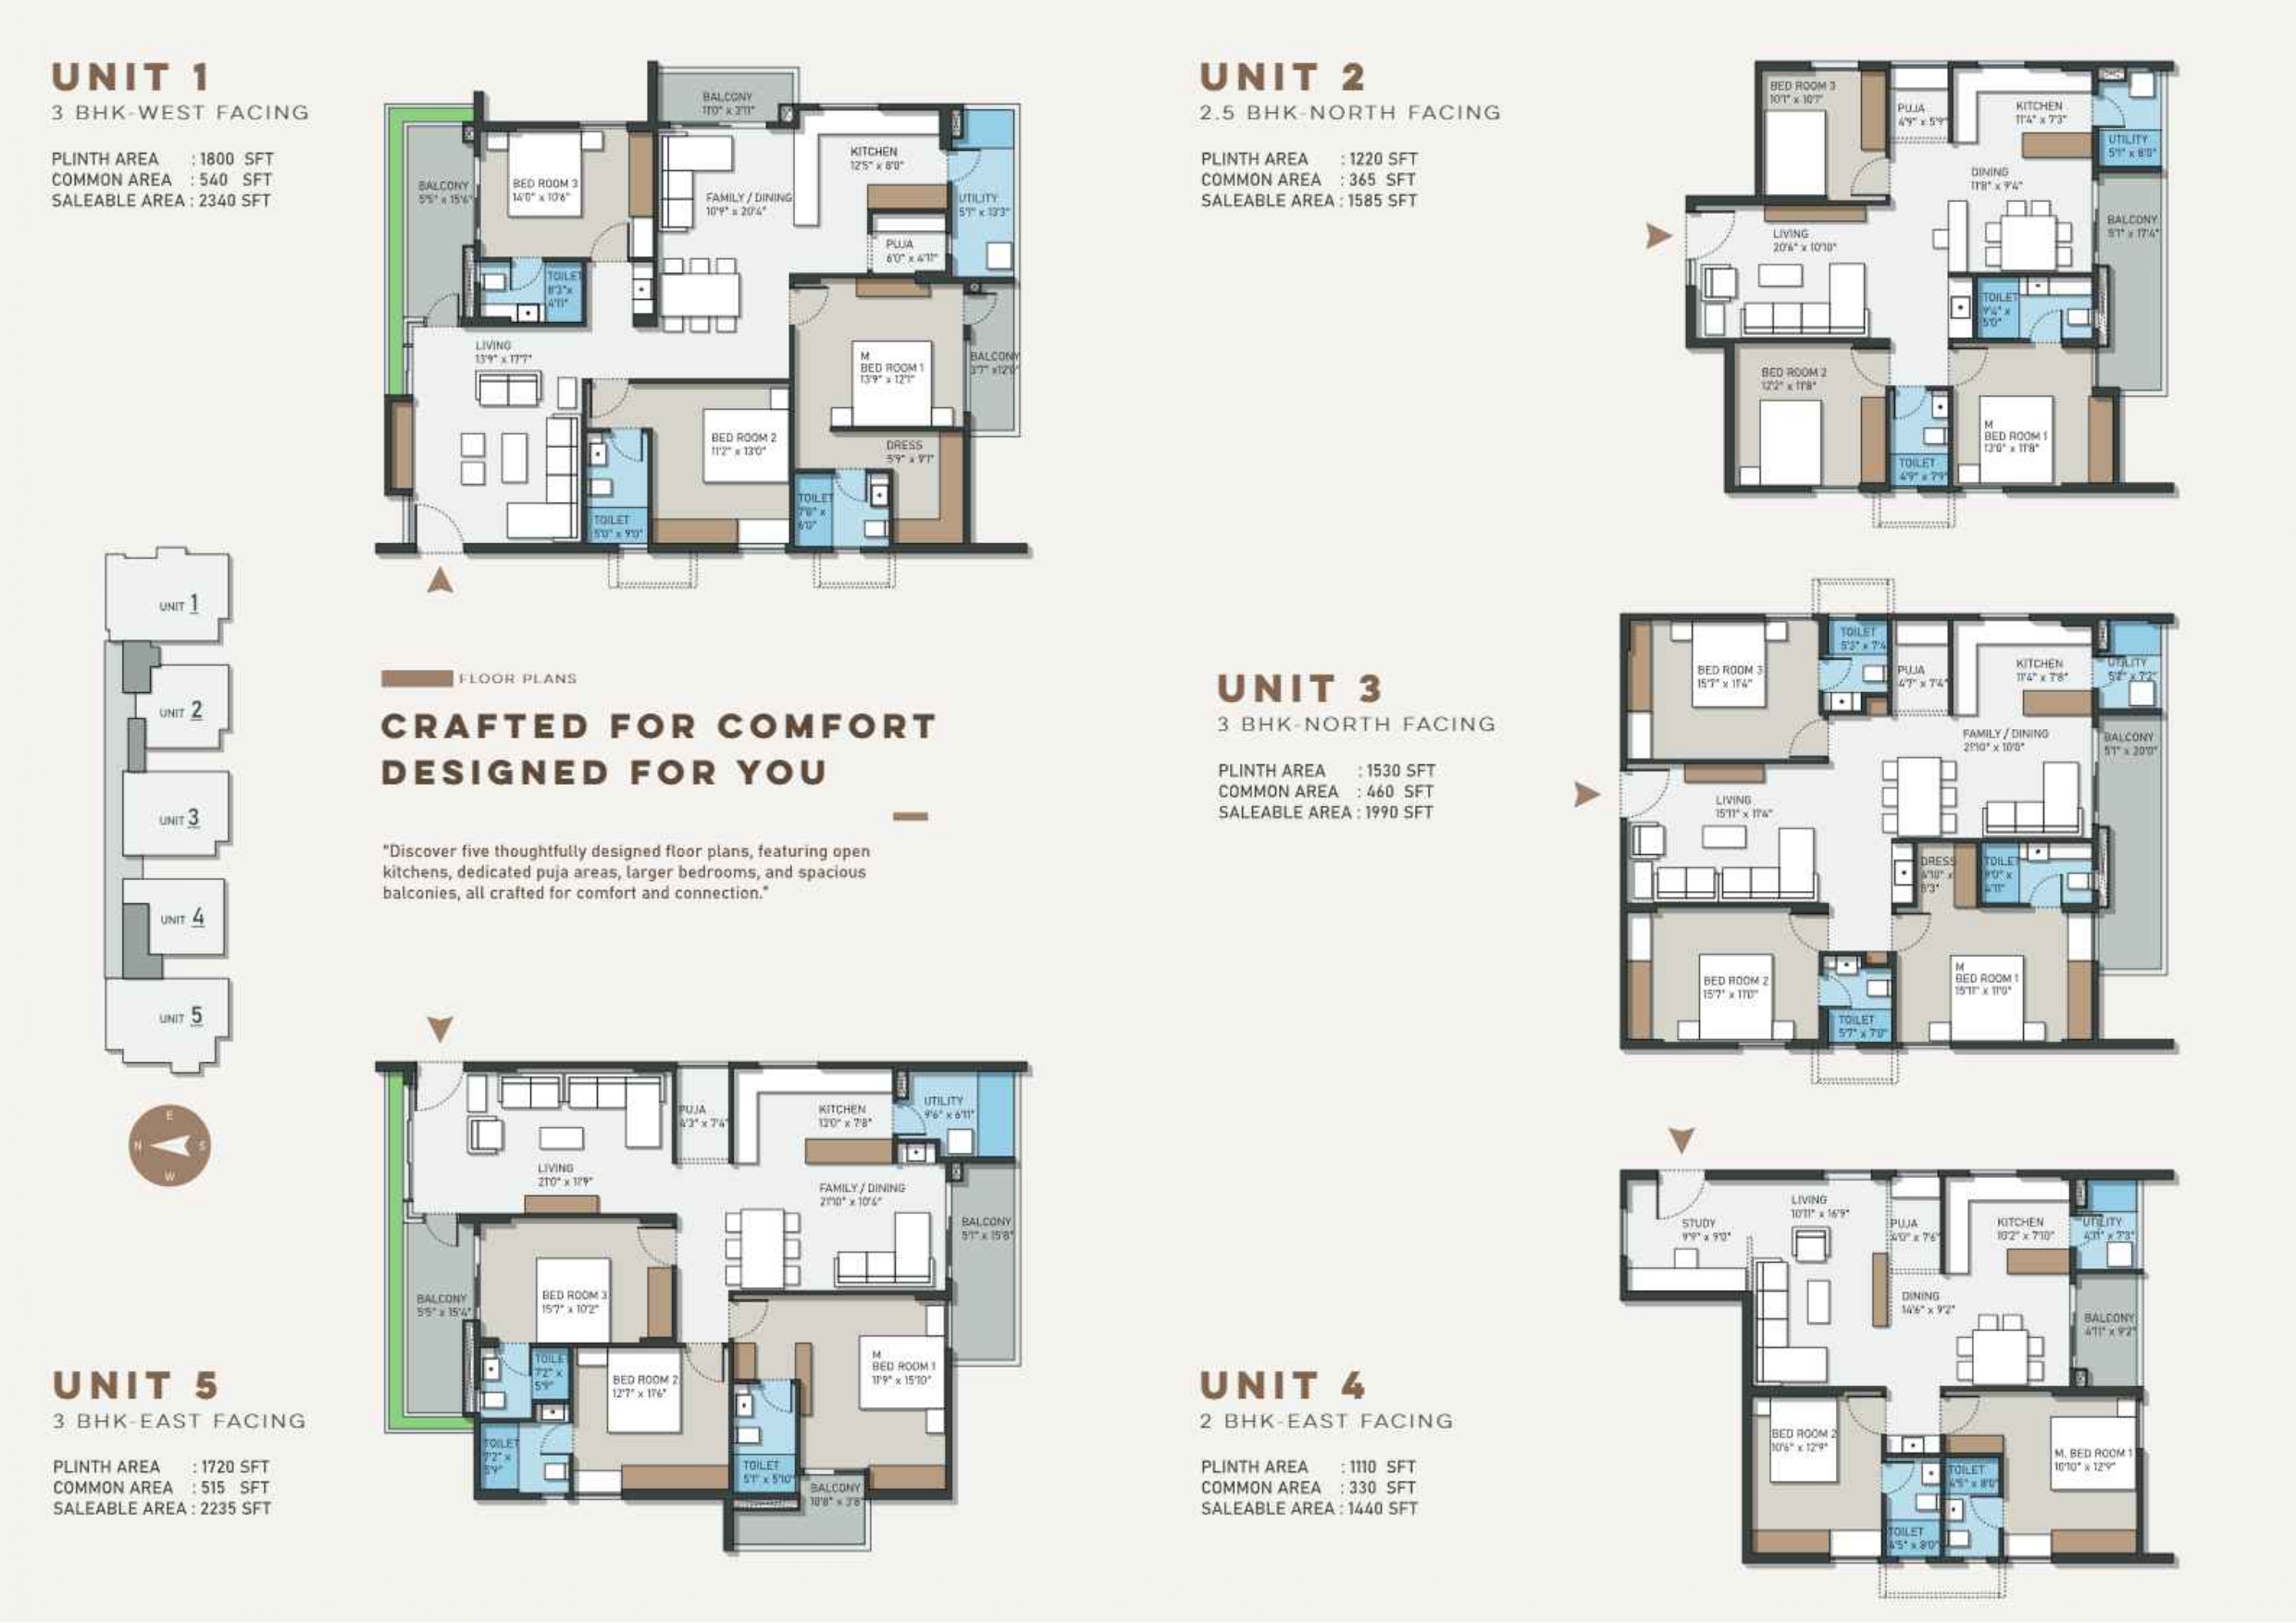 UNIT 1
3 BHK-WEST FACING
PLINTH AREA : 1800 SFT
COMMON AREA : 540 SFT
SALEABLE AREA : 2340 SFT
BALCONY
11'0" x 3'11"
BALCONY
5'5" x 15'6"
BED ROOM 3
14'0" x 10'6"
FAMILY / DINING
10'9" x 20'4"
KITCHEN
12'5" x 8'0"
UTILITY
5'1" x 13'3"
PUJA
6'0" x 4'11"
TOILET
8'3" x
4'11"
LIVING
13'9" x 17'7"
M
BED ROOM 1
13'9" x 12'1"
BALCONY
3'7" x12'0"
BED ROOM 2
11'2" x 13'0"
DRESS
5'9" x 9'1"
TOILET
5'0" x 9'0"
TOILET
7'8" x
6'0"
UNIT 2
2.5 BHK-NORTH FACING
PLINTH AREA : 1220 SFT
COMMON AREA : 365 SFT
SALEABLE AREA : 1585 SFT
BED ROOM 3
10'1" x 10'7"
PUJA
4'9" x 5'9"
KITCHEN
11'4" x 7'3"
UTILITY
5'1" x 8'0"
DINING
11'8" x 9'4"
LIVING
20'6" x 10'10"
BALCONY
5'1" x 17'4"
TOILET
9'4" x
5'0"
BED ROOM 2
12'2" x 11'8"
M
BED ROOM 1
13'0" x 11'8"
TOILET
4'9" x 7'9"
UNIT 1
UNIT 2
UNIT 3
UNIT 4
UNIT 5
E
N
S
W
FLOOR PLANS
CRAFTED FOR COMFORT
DESIGNED FOR YOU
"Discover five thoughtfully designed floor plans, featuring open
kitchens, dedicated puja areas, larger bedrooms, and spacious
balconies, all crafted for comfort and connection."
UNIT 3
3 BHK-NORTH FACING
PLINTH AREA : 1530 SFT
COMMON AREA : 460 SFT
SALEABLE AREA : 1990 SFT
BED ROOM 3
15'7" x 11'4"
TOILET
5'3" x 7'4
PUJA
4'7" x 7'4"
KITCHEN
11'4" x 7'8"
UTILITY
5'2" x 7'2"
FAMILY / DINING
21'10" x 10'0"
BALCONY
5'1" x 20'0"
LIVING
15'11" x 11'4"
DRESS
4'10" x
5'3"
TOILET
9'0" x
4'11"
BED ROOM 2
15'7" x 11'0"
M
BED ROOM 1
15'11" x 11'0"
TOILET
5'7" x 7'0"
UNIT 5
3 BHK-EAST FACING
PLINTH AREA : 1720 SFT
COMMON AREA : 515 SFT
SALEABLE AREA : 2235 SFT
PUJA
4'3" x 7'4"
KITCHEN
12'0" x 7'8"
UTILITY
9'6" x 6'11"
LIVING
21'0" x 11'9"
FAMILY / DINING
21'10" x 10'4"
BALCONY
5'1" x 15'8"
BALCONY
5'5" x 15'4"
BED ROOM 3
15'7" x 10'2"
TOILET
7'2" x
5'9"
BED ROOM 2
12'7" x 11'6"
M
BED ROOM 1
11'9" x 15'10"
TOILET
7'2" x
5'9"
TOILET
5'1" x 5'10"
BALCONY
10'8" x 3'8
UNIT 4
2 BHK-EAST FACING
PLINTH AREA : 1110 SFT
COMMON AREA : 330 SFT
SALEABLE AREA : 1440 SFT
LIVING
10'11" x 16'9"
STUDY
9'9" x 9'0"
PUJA
4'0" x 7'6"
KITCHEN
10'2" x 7'10"
UTILITY
4'11" x 7'3"
DINING
14'6" x 9'2"
BALCONY
4'11" x 9'2"
BED ROOM 2
10'6" x 12'9"
M. BED ROOM 1
16'10" x 12'9"
TOILET
4'5" x 8'0"
TOILET
4'5" x 8'0"